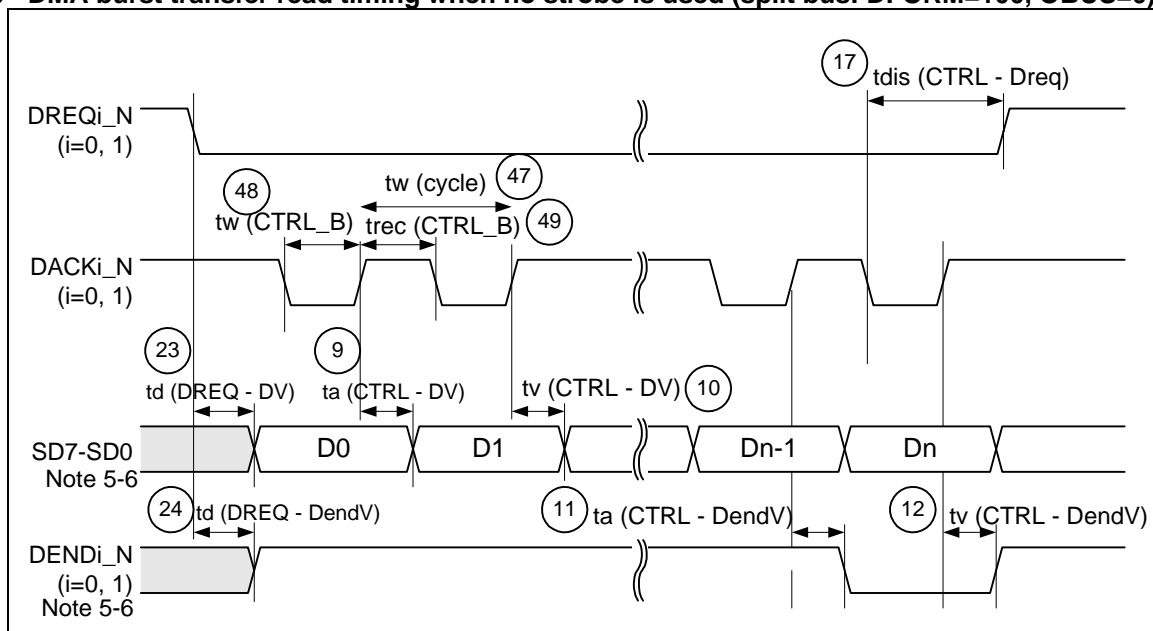 DMA burst transfer read timing when no strobe is used (split bus: DFORM=100, OBUS=0)
17
tdis (CTRL - Dreq)
DREQi_N
(i=0, 1)
48
tw (cycle)
47
tw (CTRL_B)
trec (CTRL_B)
49
DACKi_N
(i=0, 1)
23
9
td (DREQ - DV)
ta (CTRL - DV)
tv (CTRL - DV)
10
SD7-SD0
Note 5-6
D0
D1
Dn-1
Dn
24
td (DREQ - DendV)
11
ta (CTRL - DendV)
12
tv (CTRL - DendV)
DENDi_N
(i=0, 1)
Note 5-6